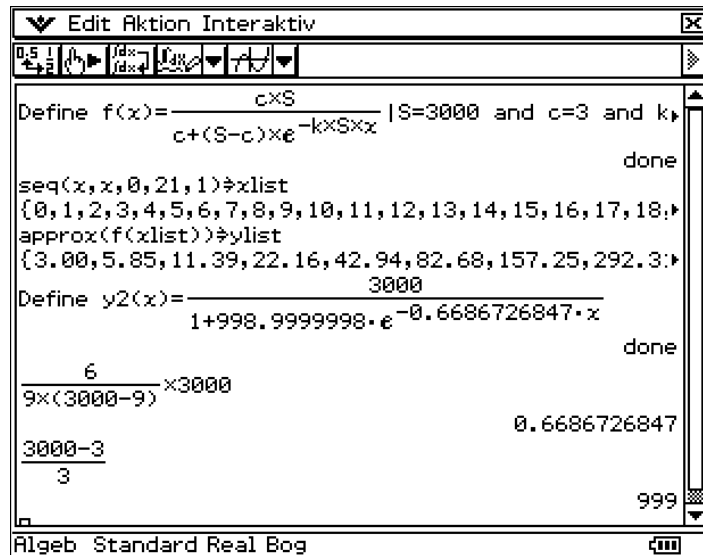 Edit Aktion Interaktiv
Define f(x)=c×S/(c+(S-c)×e^(-k×S×x))|S=3000 and c=3 and k
done
seq(x,x,0,21,1)⇒xlist
{0,1,2,3,4,5,6,7,8,9,10,11,12,13,14,15,16,17,18
approx(f(xlist))⇒ylist
{3.00,5.85,11.39,22.16,42.94,82.68,157.25,292.3
Define y2(x)=3000/(1+998.9999998·e^(-0.6686726847·x))
done
6/(9×(3000-9))×3000
0.6686726847
(3000-3)/3
999
Algeb Standard Real Bog